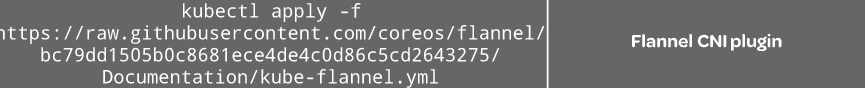 kubectl apply -f
https://raw.githubusercontent.com/coreos/flannel/
bc79dd1505b0c8681ece4de4c0d86c5cd2643275/
Documentation/kube-flannel.yml
Flannel CNI plugin